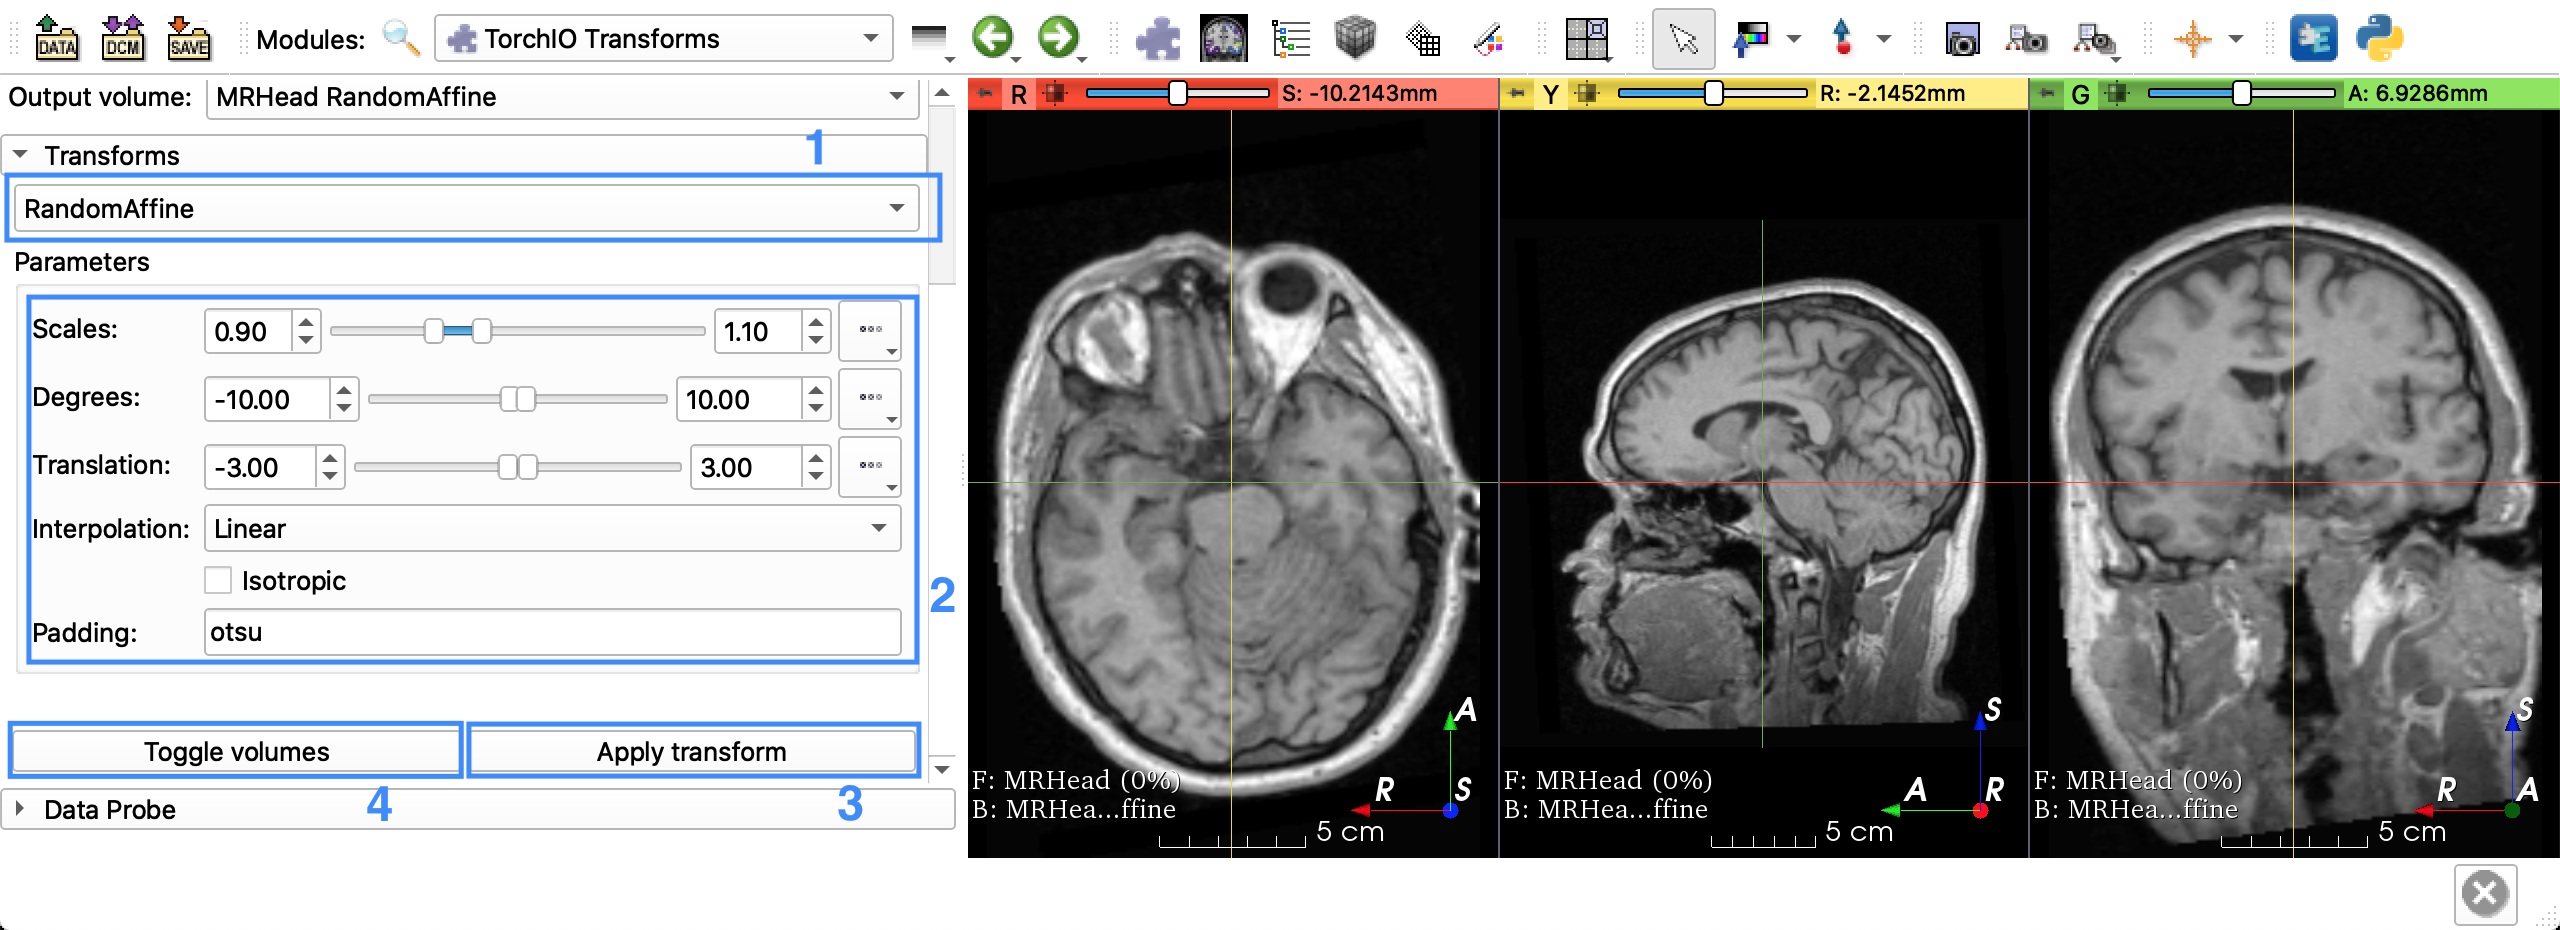 DATA DCM SAVE Modules: TorchIO Transforms
Output volume: MRHead RandomAffine
1
Transforms
RandomAffine
Parameters
Scales: 0.90 1.10
Degrees: -10.00 10.00
Translation: -3.00 3.00
Interpolation: Linear
Isotropic
2
Padding: otsu
Toggle volumes Apply transform
4 3
Data Probe
R S: -10.2143mm
A
R S
F: MRHead (0%)
B: MRHea...ffine
5 cm
Y R: -2.1452mm
S
A R
F: MRHead (0%)
B: MRHea...ffine
5 cm
G A: 6.9286mm
S
R A
F: MRHead (0%)
B: MRHea...ffine
5 cm